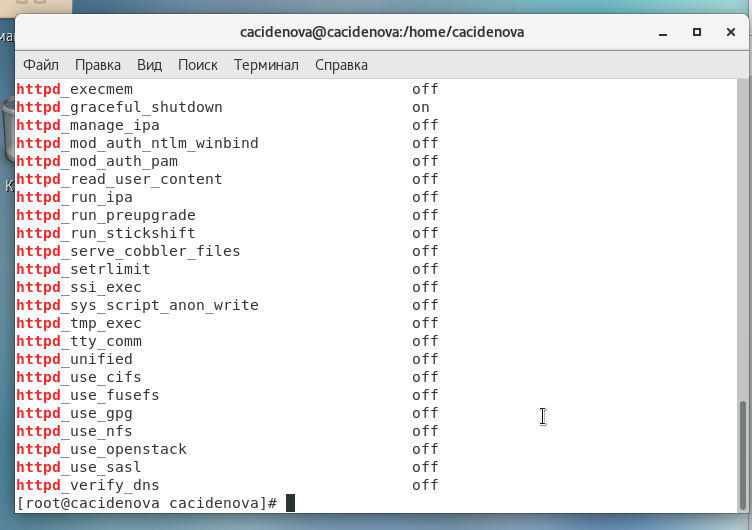 cacidenova@cacidenova:/home/cacidenova
Файл Правка Вид Поиск Терминал Справка
httpd_execmem off
httpd_graceful_shutdown on
httpd_manage_ipa off
httpd_mod_auth_ntlm_winbind off
httpd_mod_auth_pam off
httpd_read_user_content off
httpd_run_ipa off
httpd_run_preupgrade off
httpd_run_stickshift off
httpd_serve_cobbler_files off
httpd_setrlimit off
httpd_ssi_exec off
httpd_sys_script_anon_write off
httpd_tmp_exec off
httpd_tty_comm off
httpd_unified off
httpd_use_cifs off
httpd_use_fusefs off
httpd_use_gpg off
httpd_use_nfs off
httpd_use_openstack off
httpd_use_sasl off
httpd_verify_dns off
[root@cacidenova cacidenova]#